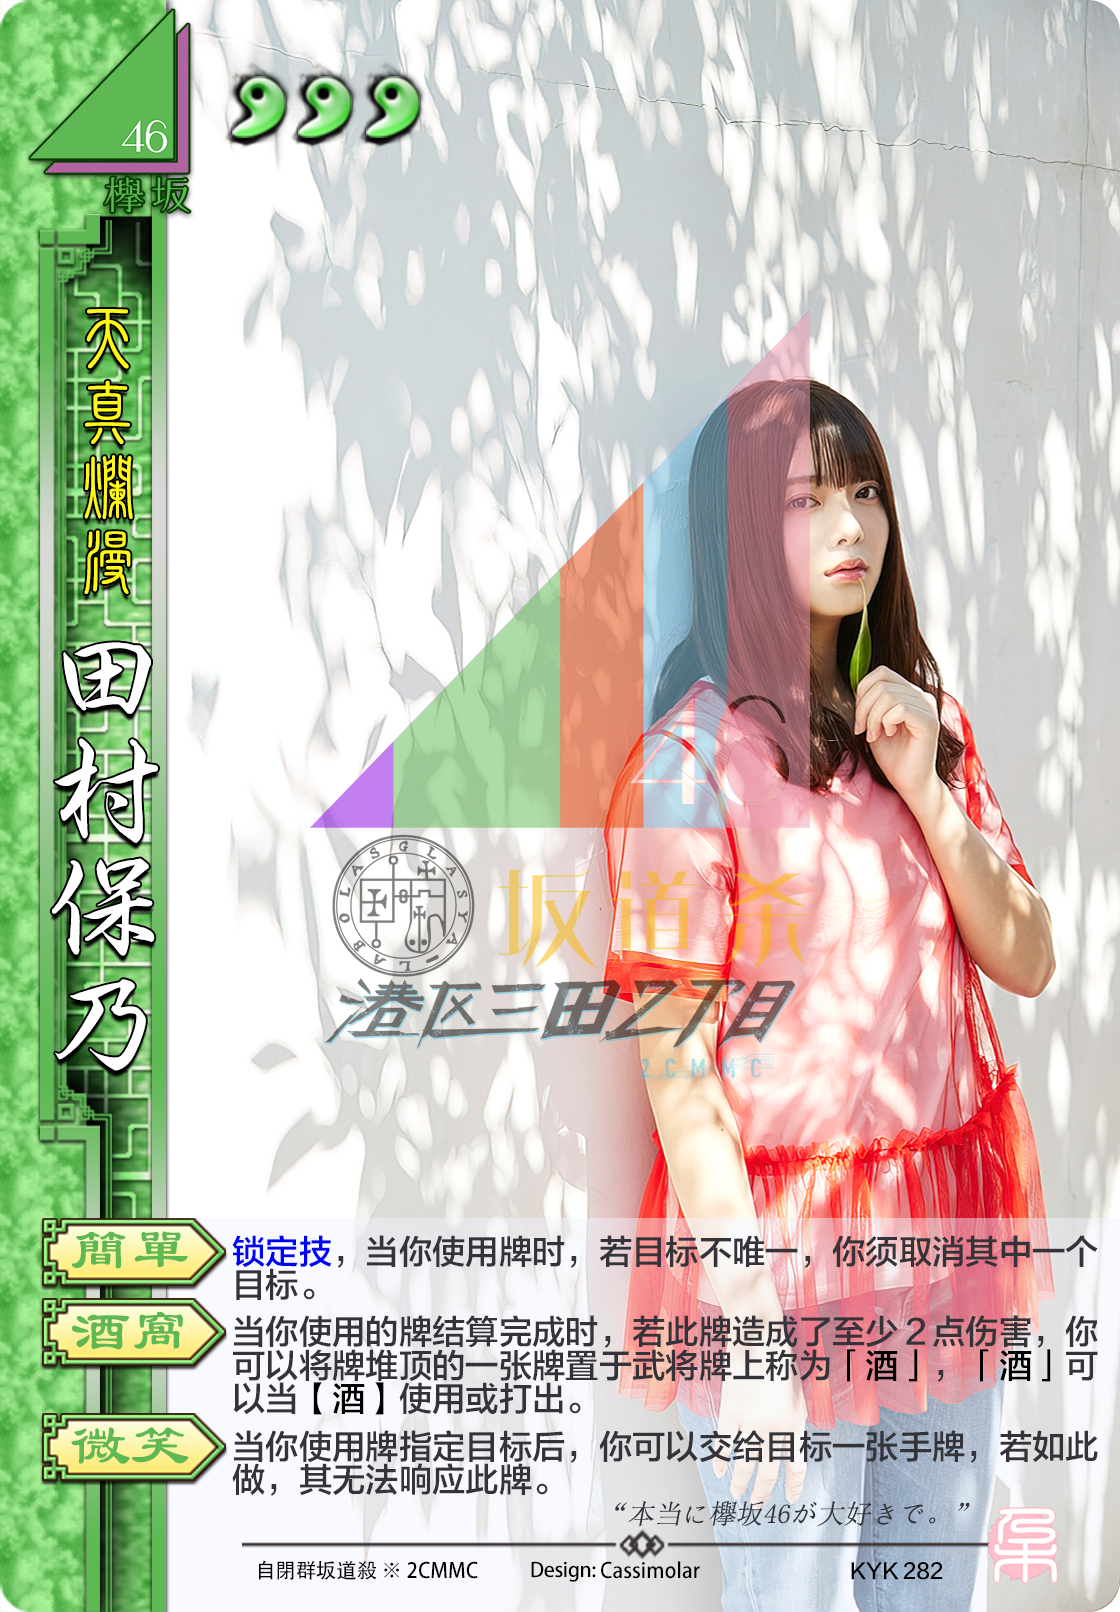 46
欅坂
天真爛漫
田村保乃
46
GLASYA-LABOLAS
坂道杀
港区三田2丁目
2CMMC
簡單
锁定技，当你使用牌时，若目标不唯一，你须取消其中一个
目标。
酒窩
当你使用的牌结算完成时，若此牌造成了至少２点伤害，你
可以将牌堆顶的一张牌置于武将牌上称为「酒」，「酒」可
以当【酒】使用或打出。
微笑
当你使用牌指定目标后，你可以交给目标一张手牌，若如此
做，其无法响应此牌。
“本当に欅坂46が大好きで。”
自閉群坂道殺 ※ 2CMMC
Design: Cassimolar
KYK 282